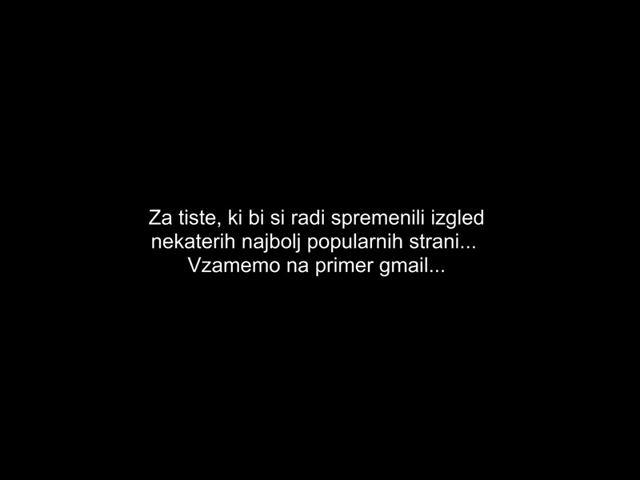 Za tiste, ki bi si radi spremenili izgled
nekaterih najbolj popularnih strani...
Vzamemo na primer gmail...